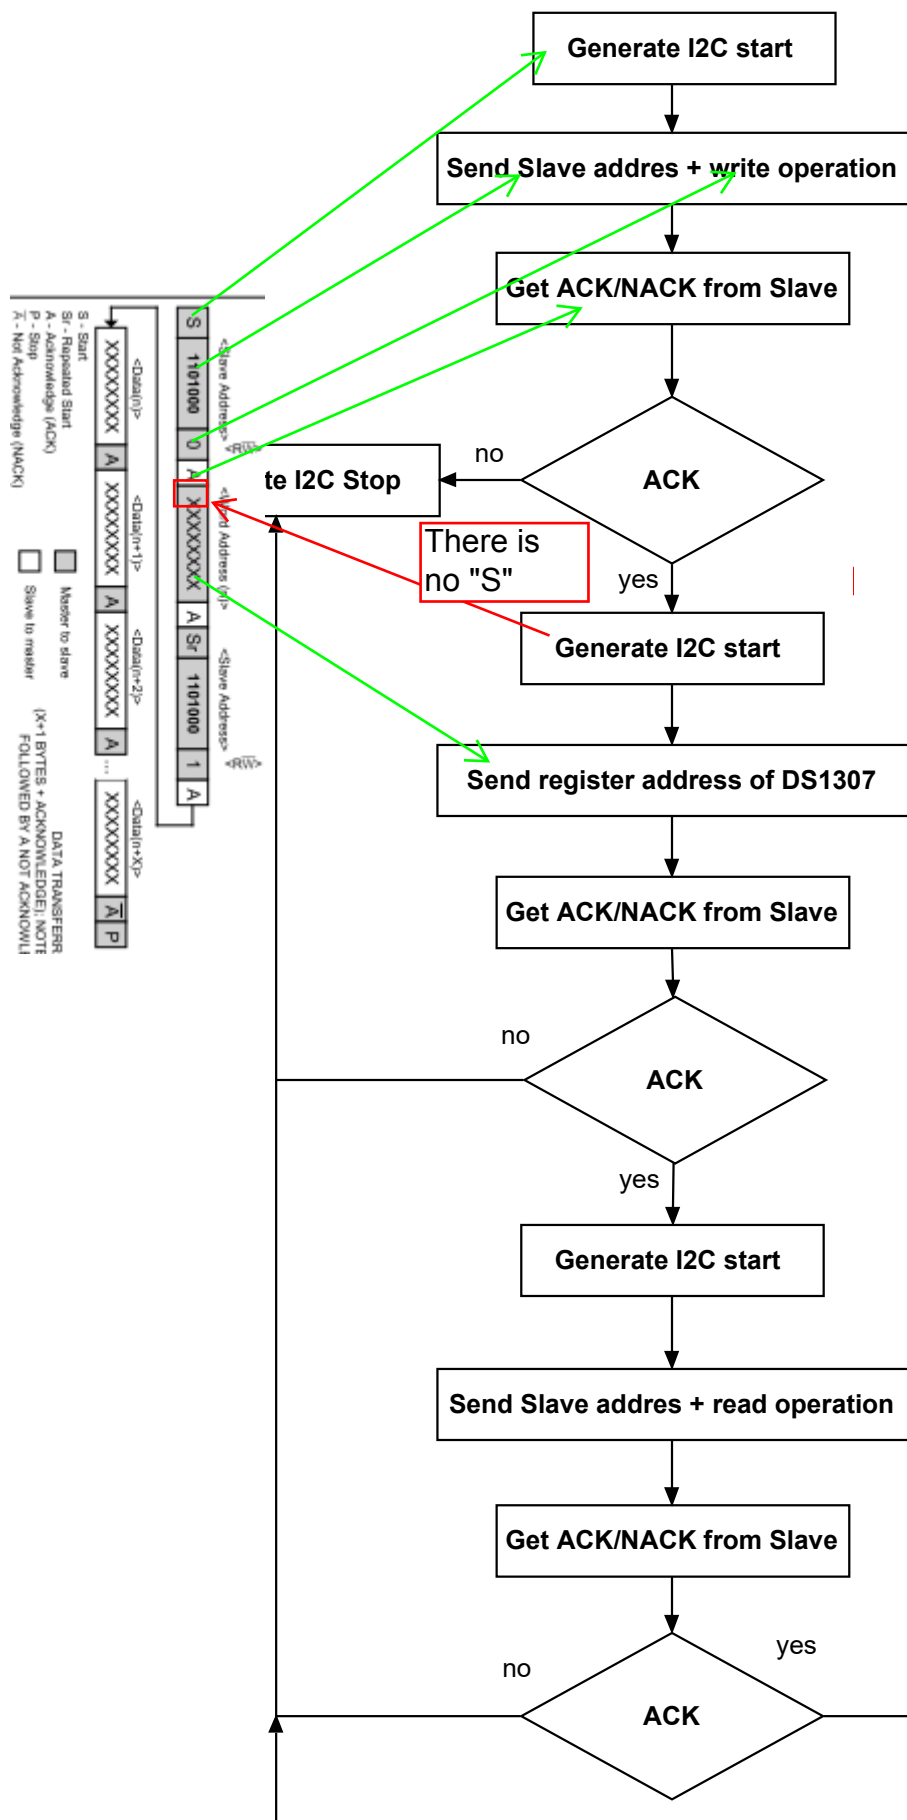 Generate I2C start
Send Slave addres + write operation
Get ACK/NACK from Slave
ACK
no
te I2C Stop
yes
There is
no "S"
Generate I2C start
Send register address of DS1307
Get ACK/NACK from Slave
ACK
no
yes
Generate I2C start
Send Slave addres + read operation
Get ACK/NACK from Slave
ACK
no
yes
<Slave Address> <RW> <Word Address (n)> <Slave Address> <RW>
S 1101000 0 A XXXXXXXX A Sr 1101000 1 A
<Data(n)> <Data(n+1)> <Data(n+2)> <Data(n+X)>
XXXXXXXX A XXXXXXXX A XXXXXXXX A ... XXXXXXXX A P
S - Start
Sr - Repeated Start
A - Acknowledge (ACK)
P - Stop
A - Not Acknowledge (NACK)
Master to slave
Slave to master
DATA TRANSFERR
(X+1 BYTES + ACKNOWLEDGE); NOTE
FOLLOWED BY A NOT ACKNOWL